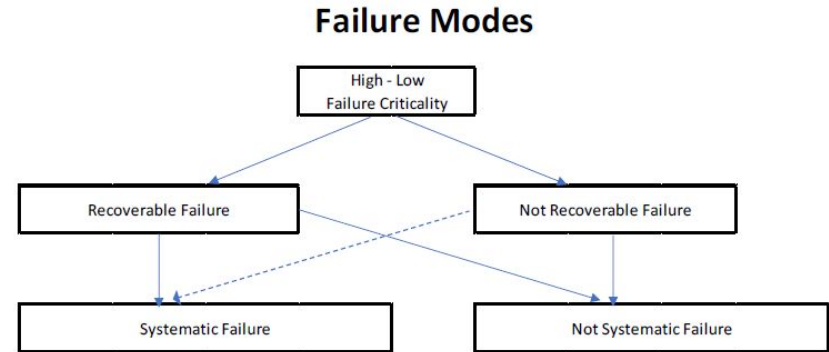 Failure Modes
High - Low
Failure Criticality
Recoverable Failure
Not Recoverable Failure
Systematic Failure
Not Systematic Failure